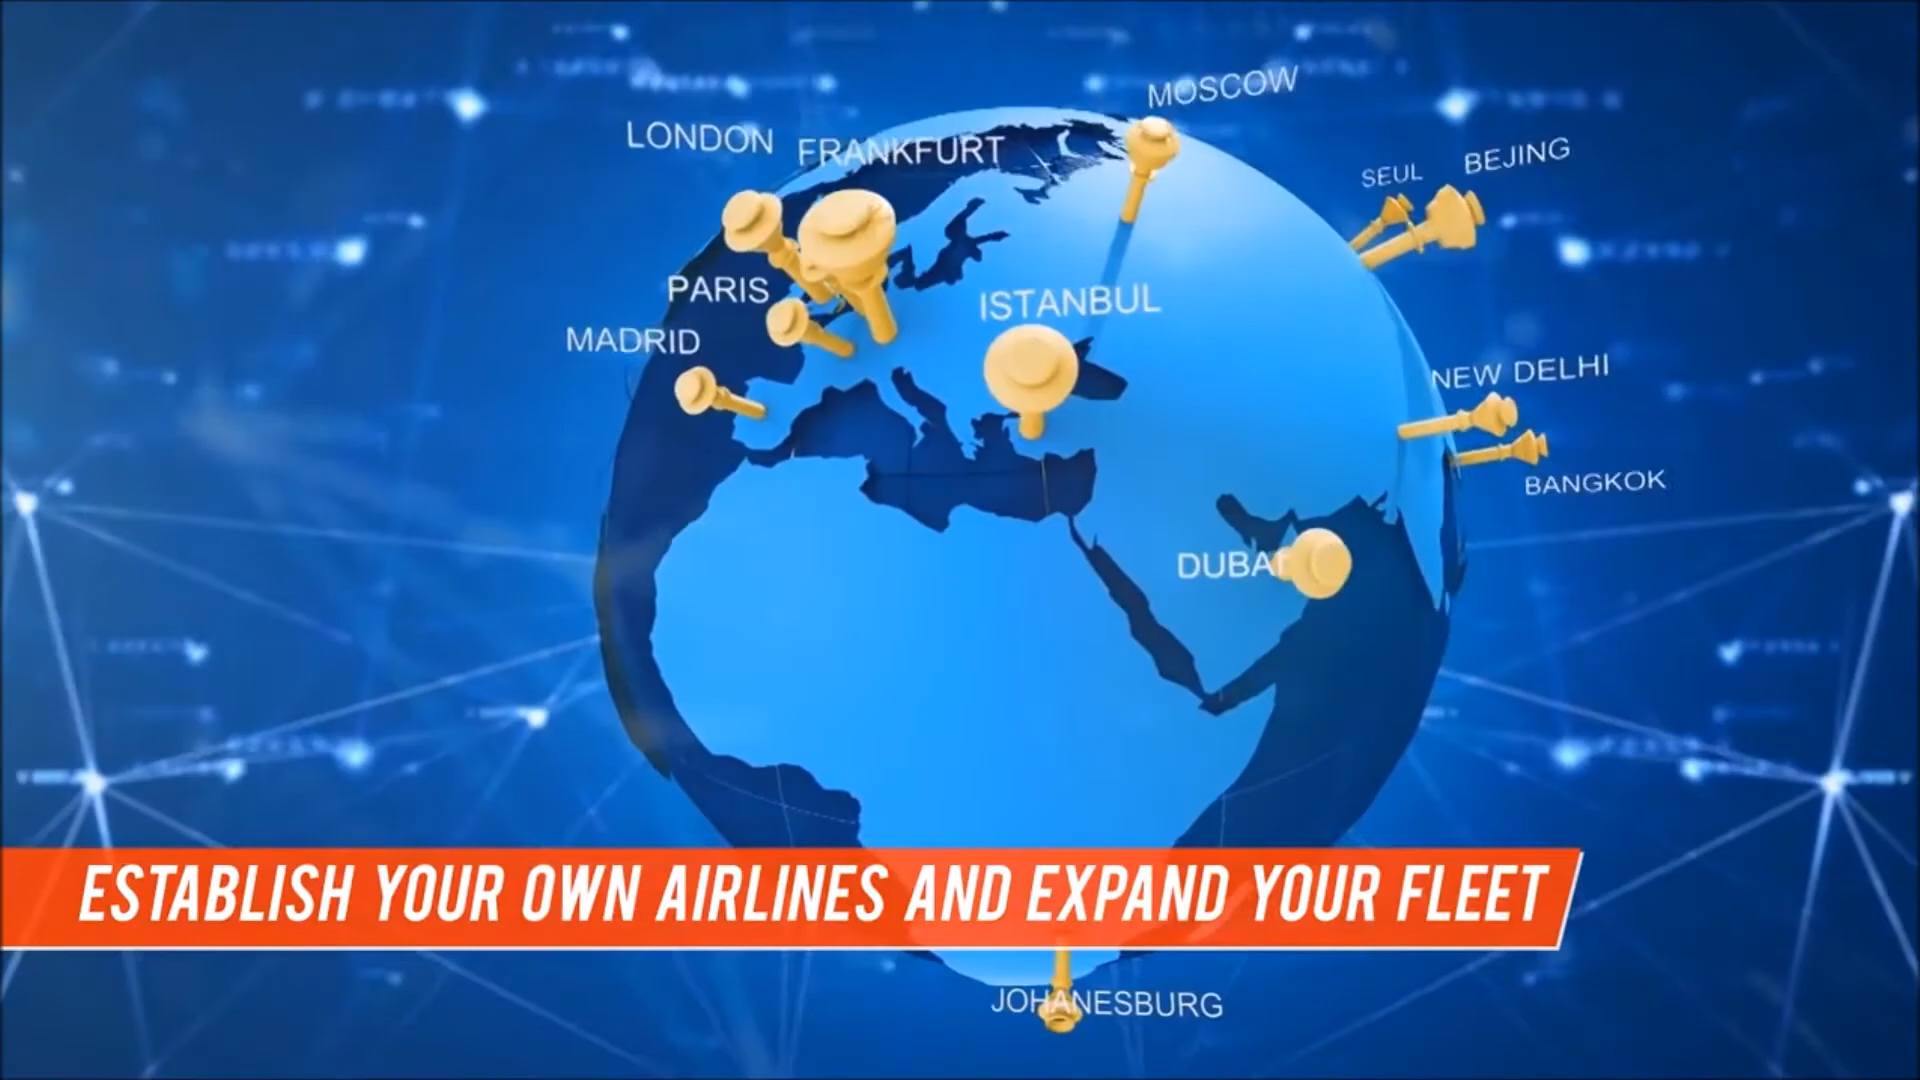 MOSCOW
LONDON
FRANKFURT
SEUL
BEJING
PARIS
ISTANBUL
MADRID
NEW DELHI
BANGKOK
DUBAI
ESTABLISH YOUR OWN AIRLINES AND EXPAND YOUR FLEET
JOHANESBURG